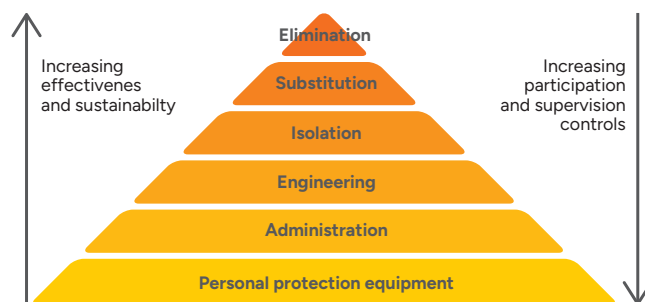 Elimination
Increasing
effectivenes
and sustainabilty
Increasing
participation
and supervision
controls
Substitution
Isolation
Engineering
Administration
Personal protection equipment